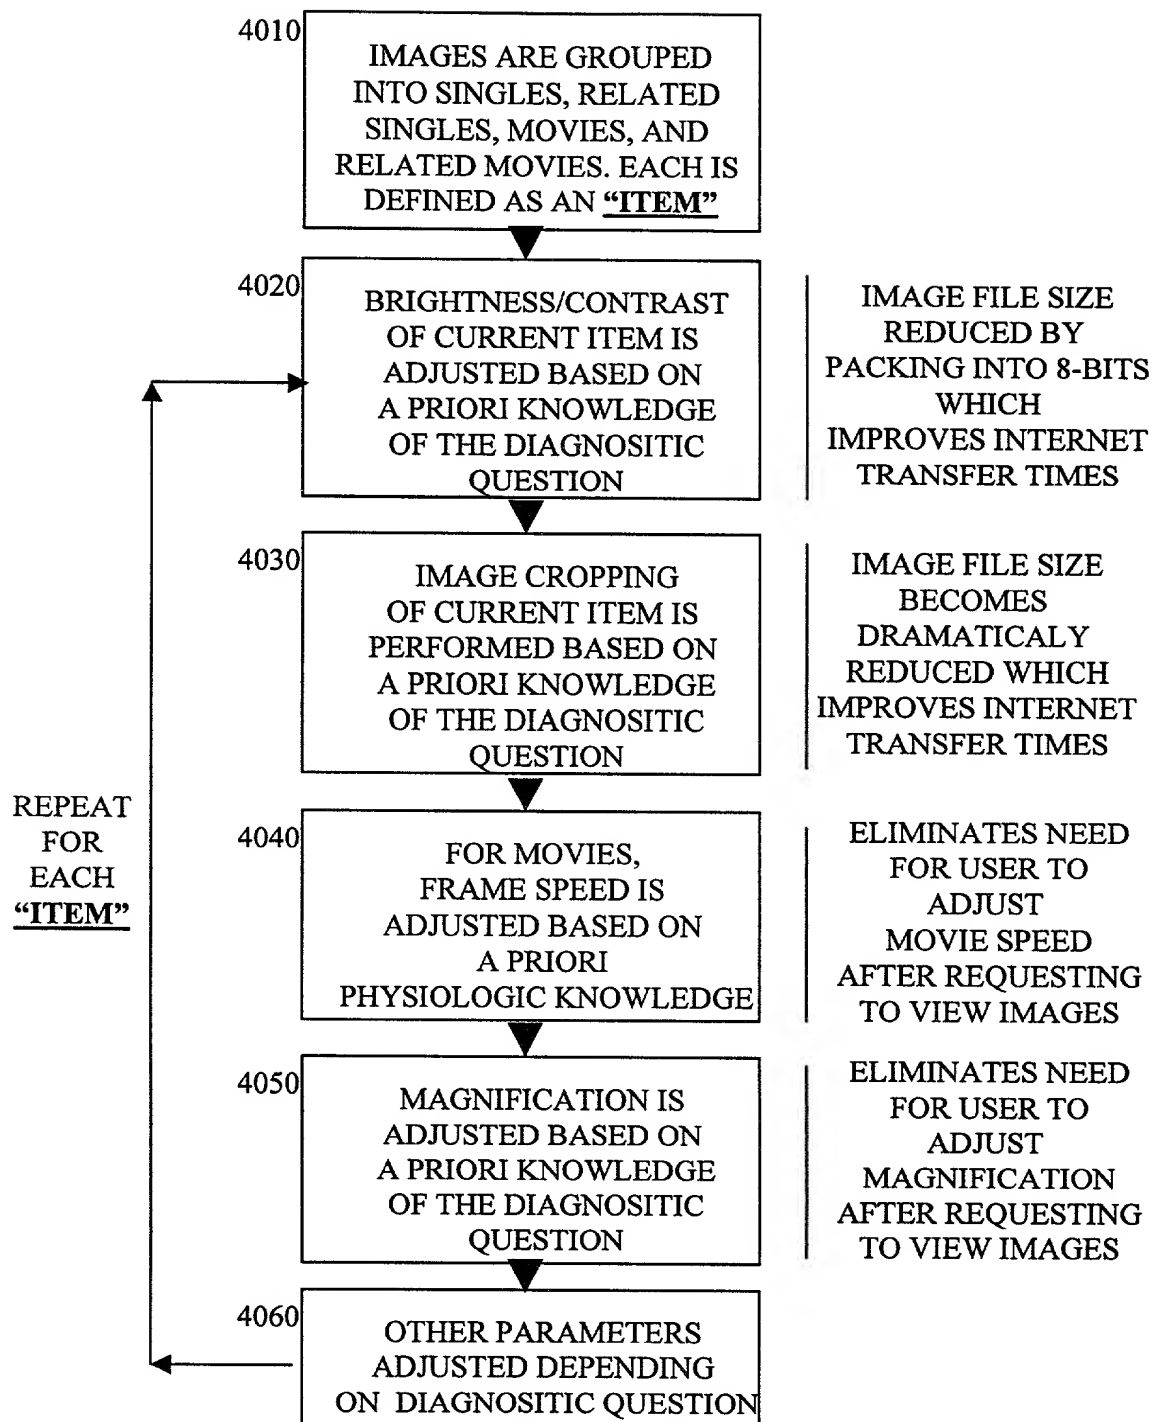 4010
IMAGES ARE GROUPED
INTO SINGLES, RELATED
SINGLES, MOVIES, AND
RELATED MOVIES. EACH IS
DEFINED AS AN “ITEM”
4020
BRIGHTNESS/CONTRAST
OF CURRENT ITEM IS
ADJUSTED BASED ON
A PRIORI KNOWLEDGE
OF THE DIAGNOSITIC
QUESTION
IMAGE FILE SIZE
REDUCED BY
PACKING INTO 8-BITS
WHICH
IMPROVES INTERNET
TRANSFER TIMES
4030
IMAGE CROPPING
OF CURRENT ITEM IS
PERFORMED BASED ON
A PRIORI KNOWLEDGE
OF THE DIAGNOSITIC
QUESTION
IMAGE FILE SIZE
BECOMES
DRAMATICALY
REDUCED WHICH
IMPROVES INTERNET
TRANSFER TIMES
REPEAT
FOR
EACH
“ITEM”
4040
FOR MOVIES,
FRAME SPEED IS
ADJUSTED BASED ON
A PRIORI
PHYSIOLOGIC KNOWLEDGE
ELIMINATES NEED
FOR USER TO
ADJUST
MOVIE SPEED
AFTER REQUESTING
TO VIEW IMAGES
4050
MAGNIFICATION IS
ADJUSTED BASED ON
A PRIORI KNOWLEDGE
OF THE DIAGNOSITIC
QUESTION
ELIMINATES NEED
FOR USER TO
ADJUST
MAGNIFICATION
AFTER REQUESTING
TO VIEW IMAGES
4060
OTHER PARAMETERS
ADJUSTED DEPENDING
ON DIAGNOSITIC QUESTION